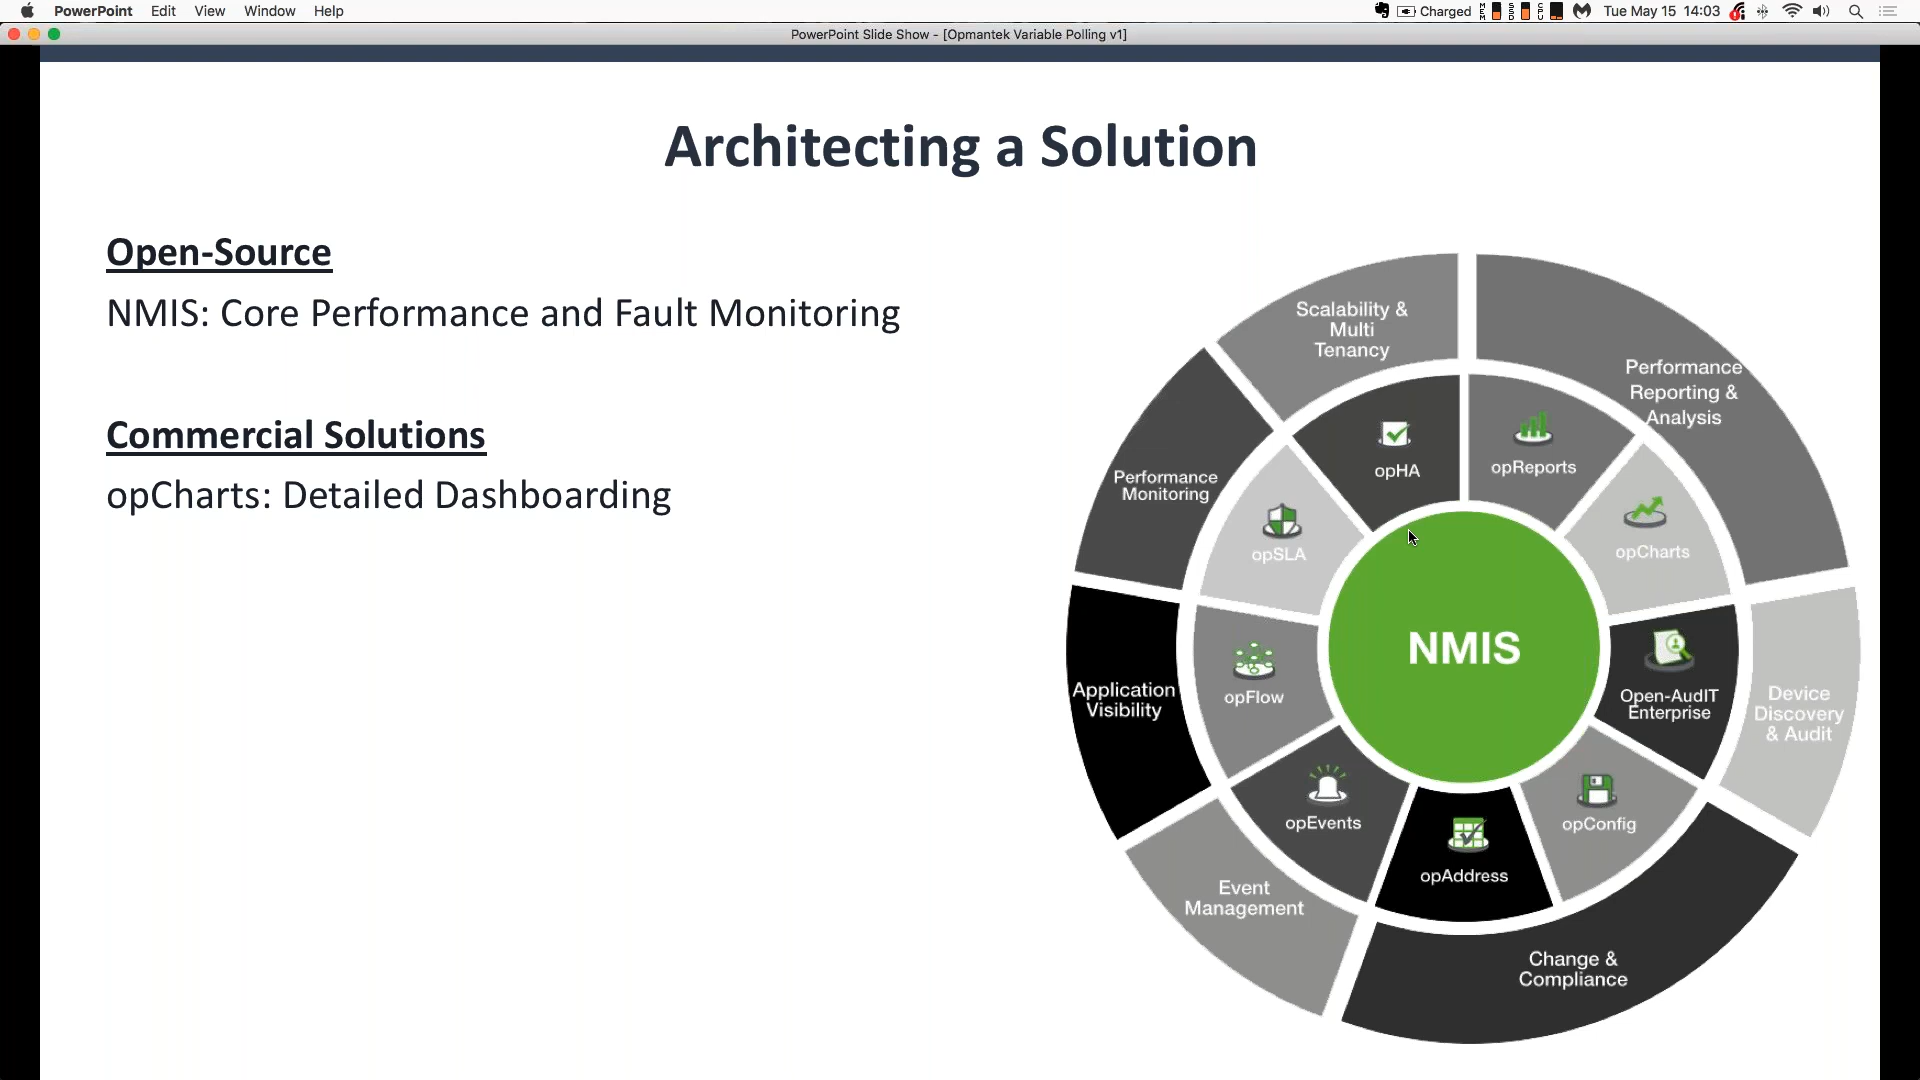 PowerPoint Edit View Window Help
Charged Tue May 15 14:03
PowerPoint Slide Show - [Opmantek Variable Polling v1]
Architecting a Solution
Open-Source
NMIS: Core Performance and Fault Monitoring
Commercial Solutions
opCharts: Detailed Dashboarding
Scalability &
Multi
Tenancy
Performance
Reporting &
Analysis
Performance
Monitoring
opHA
opReports
opSLA
opCharts
NMIS
opFlow
Open-AudIT
Enterprise
Application
Visibility
Device
Discovery
& Audit
opEvents
opConfig
opAddress
Event
Management
Change &
Compliance